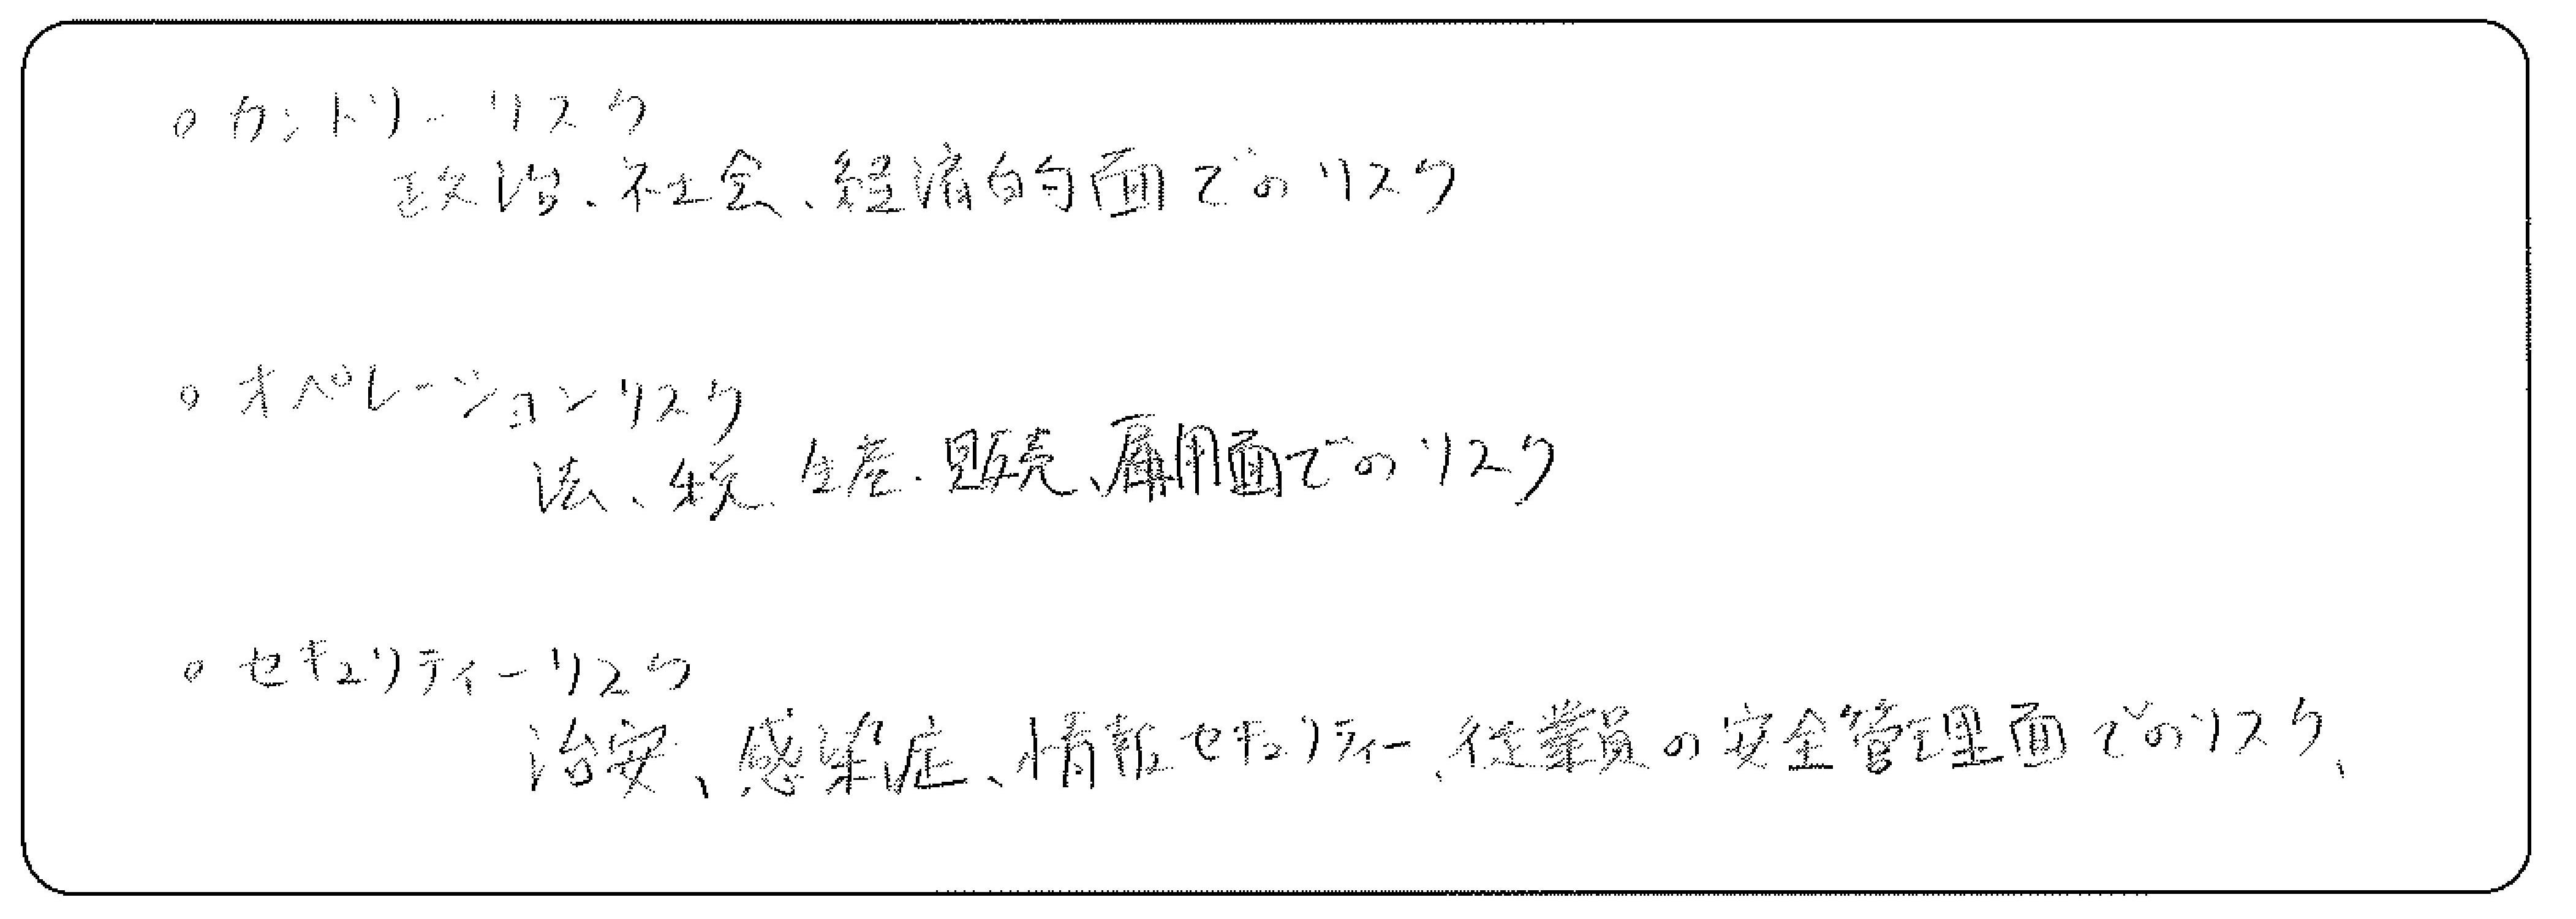 ○ カントリーリスク
政治、社会、経済的面でのリスク
○ オペレーションリスク
法、税、生産、販売、雇用面でのリスク
○ セキュリティーリスク
治安、感染症、情報セキュリティー、従業員の安全管理面でのリスク、